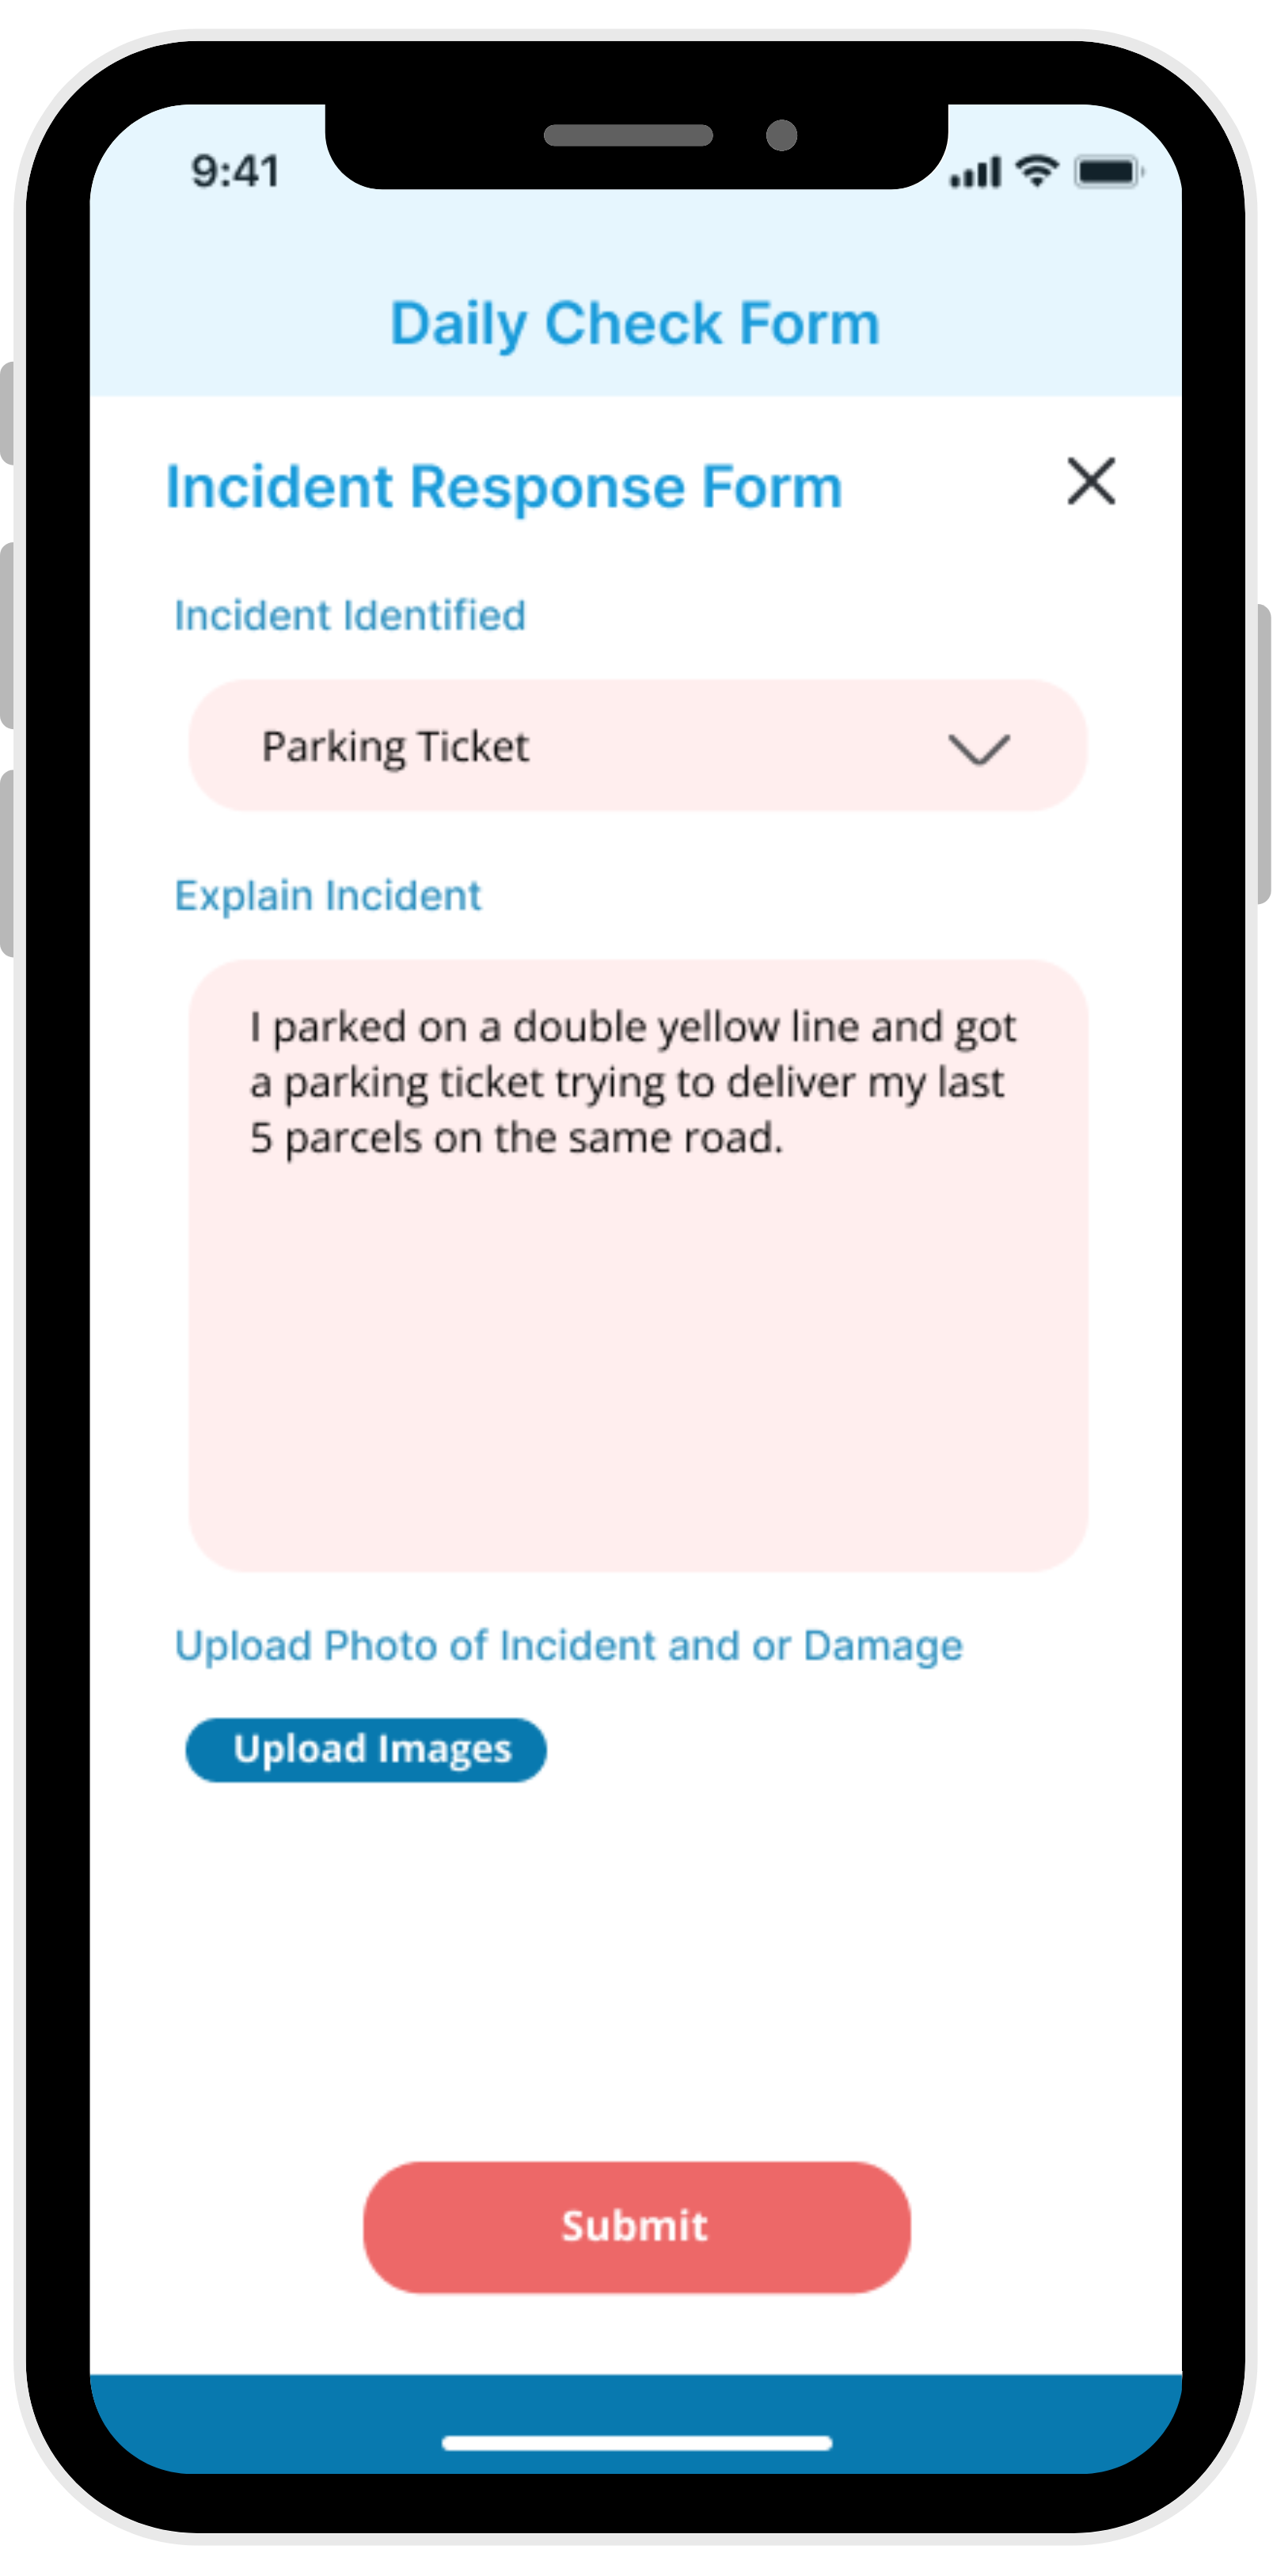 9:41
Daily Check Form
Incident Response Form
Incident Identified
Parking Ticket
Explain Incident
I parked on a double yellow line and got
a parking ticket trying to deliver my last
5 parcels on the same road.
Upload Photo of Incident and or Damage
Upload Images
Submit